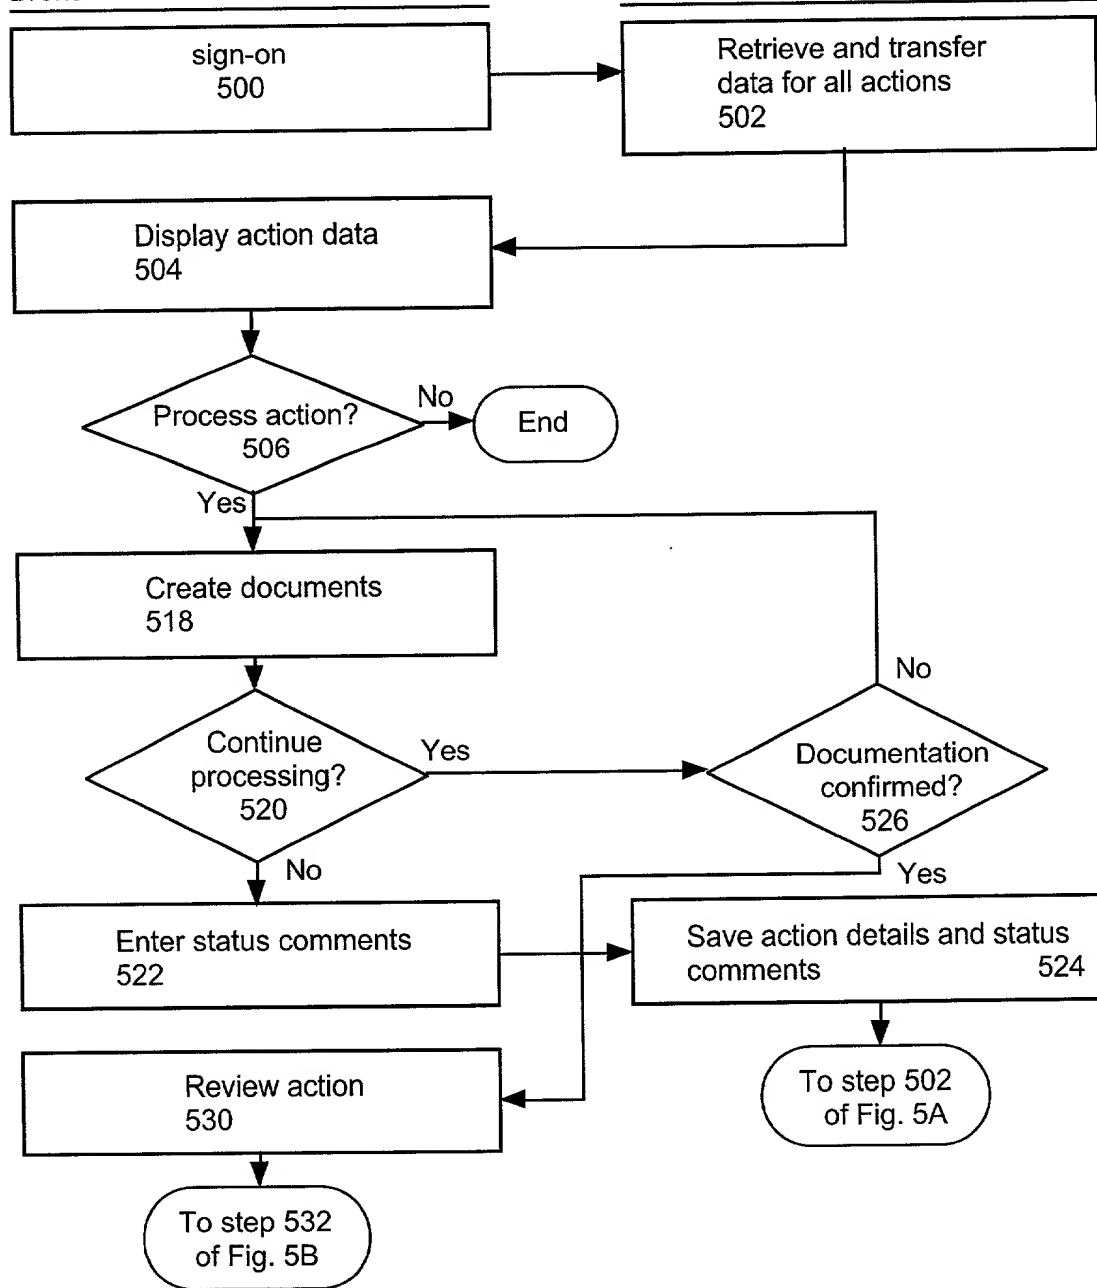 sign-on
500
Retrieve and transfer
data for all actions
502
Display action data
504
Process action?
506
No
End
Yes
Create documents
518
No
Continue
processing?
520
Yes
Documentation
confirmed?
526
No
Yes
Enter status comments
522
Save action details and status
comments 524
Review action
530
To step 502
of Fig. 5A
To step 532
of Fig. 5B